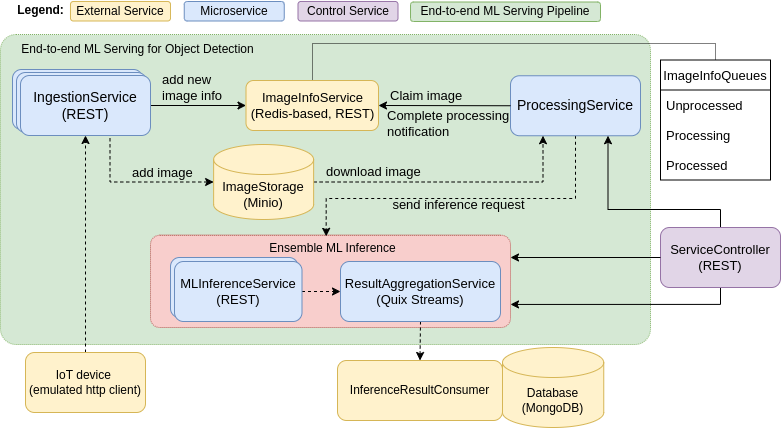 Legend:
External Service
Microservice
Control Service
End-to-end ML Serving Pipeline
End-to-end ML Serving for Object Detection
IngestionService
(REST)
add new
image info
ImageInfoService
(Redis-based, REST)
Claim image
Complete processing
notification
ProcessingService
ImageInfoQueues
Unprocessed
Processing
Processed
add image
ImageStorage
(Minio)
download image
send inference request
Ensemble ML Inference
MLInferenceService
(REST)
ResultAggregationService
(Quix Streams)
ServiceController
(REST)
IoT device
(emulated http client)
InferenceResultConsumer
Database
(MongoDB)